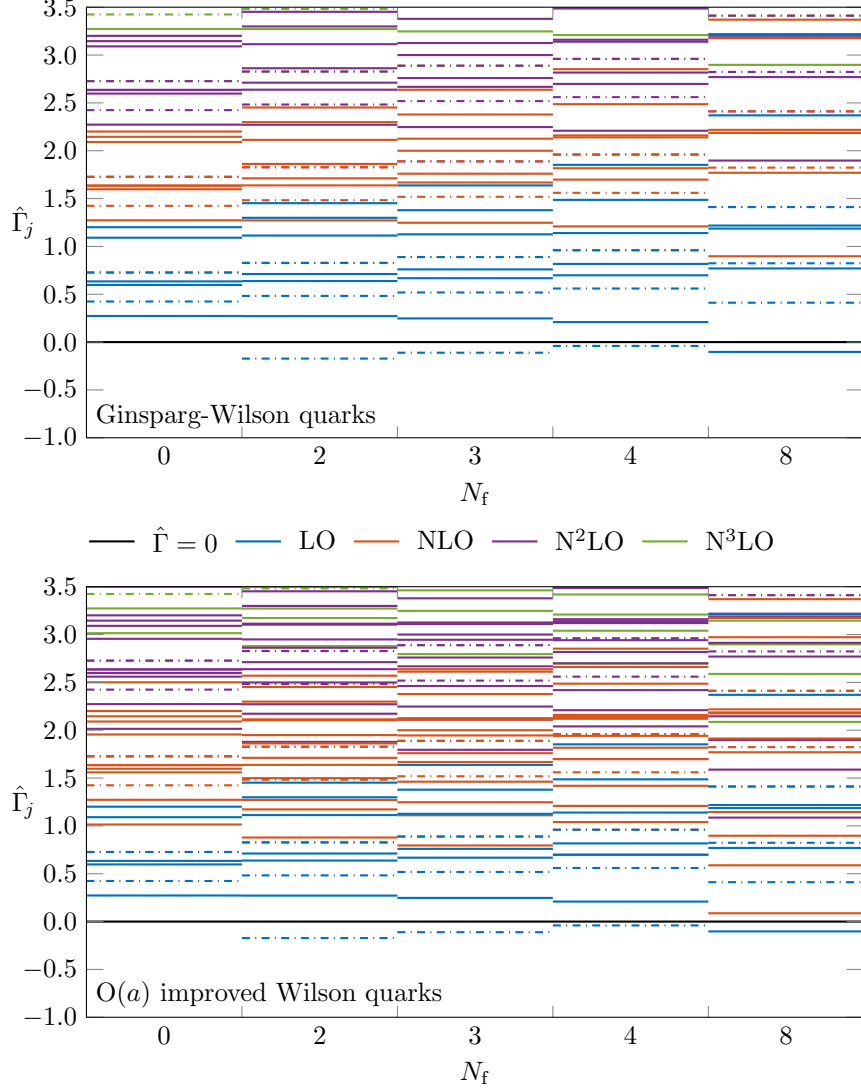 3.5
3.0
2.5
2.0
1.5
1.0
0.5
0.0
−0.5
−1.0
Γ̂j
Ginsparg-Wilson quarks
0 2 3 4 8
Nf
Γ̂ = 0 LO NLO N²LO N³LO
3.5
3.0
2.5
2.0
1.5
1.0
0.5
0.0
−0.5
−1.0
Γ̂j
O(a) improved Wilson quarks
0 2 3 4 8
Nf